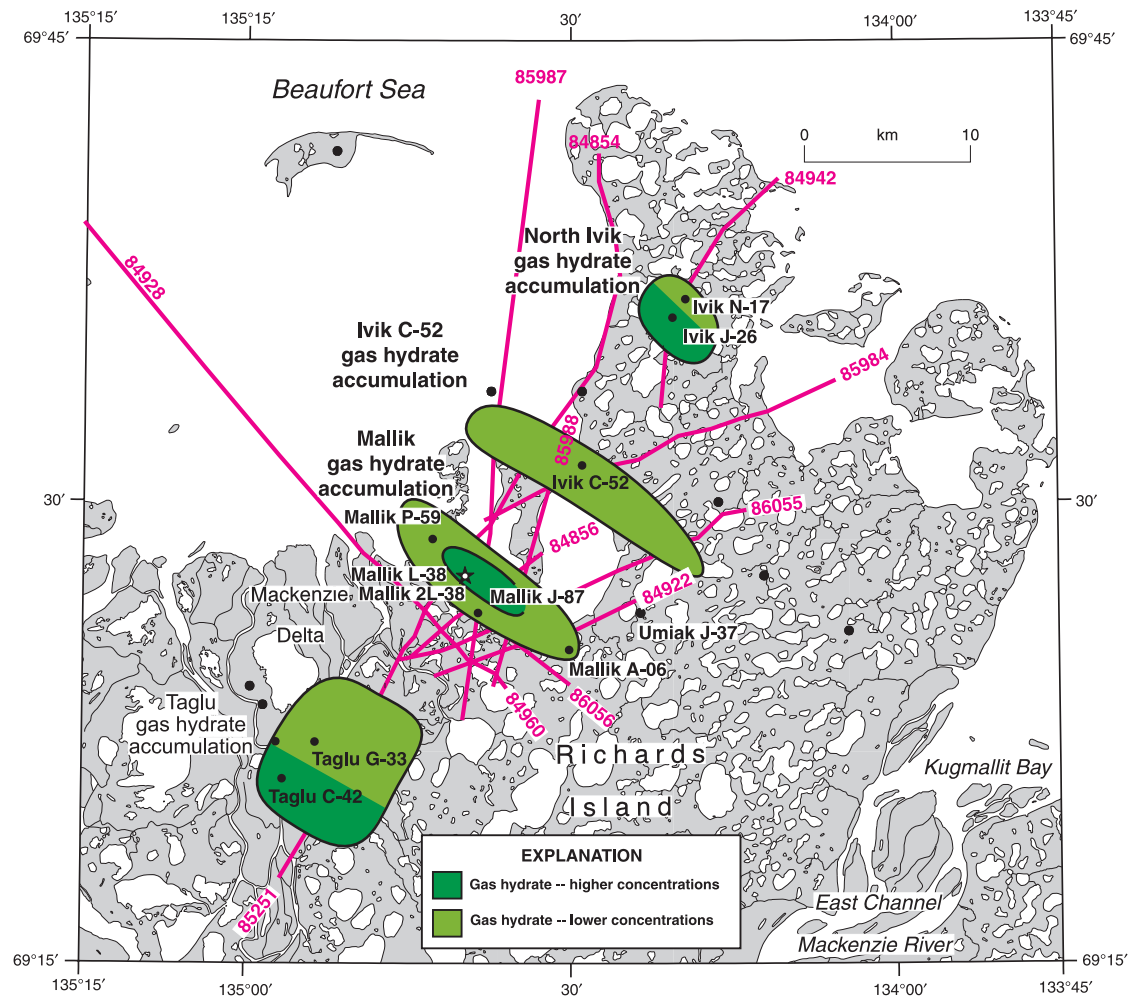 135°15′
135°15′
30′
134°00′
133°45′
69°45′
69°45′
Beaufort Sea
85987
84854
84942
0 km 10
84928
North Ivik
gas hydrate
accumulation
Ivik N-17
Ivik J-26
Ivik C-52
gas hydrate
accumulation
85984
Mallik
gas hydrate
accumulation
85988
Ivik C-52
30′
30′
Mallik P-59
86055
84856
Mallik L-38
Mallik 2L-38
Mallik J-87
84922
Mackenzie
Delta
Umiak J-37
Mallik A-06
Taglu
gas hydrate
accumulation
84960
86056
Taglu G-33
Taglu C-42
Richards
Island
Kugmallit Bay
EXPLANATION
Gas hydrate -- higher concentrations
Gas hydrate -- lower concentrations
85251
East Channel
Mackenzie River
69°15′
69°15′
135°15′
135°00′
30′
134°00′
133°45′